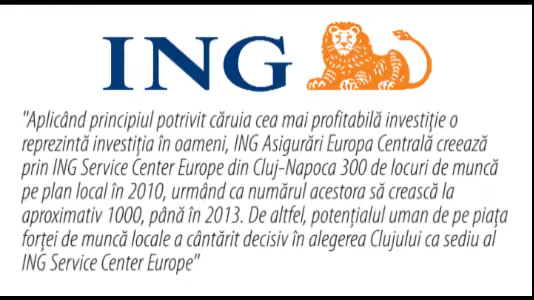 ING
"Aplicând principiul potrivit căruia cea mai profitabilă investiție o
reprezintă investiția în oameni, ING Asigurări Europa Centrală creează
prin ING Service Center Europe din Cluj-Napoca 300 de locuri de muncă
pe plan local în 2010, urmând ca numărul acestora să crească la
aproximativ 1000, până în 2013. De altfel, potențialul uman de pe piața
forței de muncă locale a cântărit decisiv în alegerea Clujului ca sediu al
ING Service Center Europe"